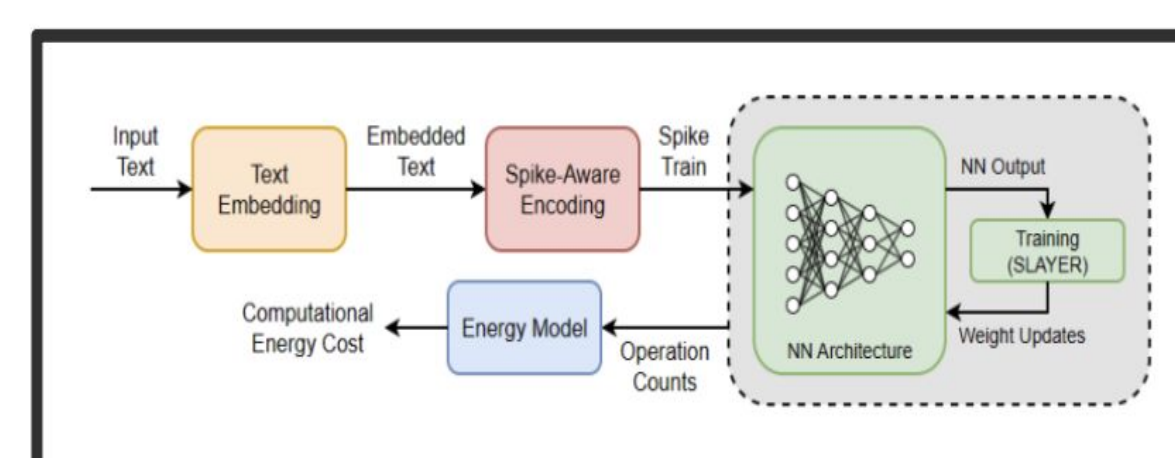 Input
Text
Text
Embedding
Embedded
Text
Spike-Aware
Encoding
Spike
Train
NN Architecture
NN Output
Training
(SLAYER)
Weight Updates
Operation
Counts
Energy Model
Computational
Energy Cost